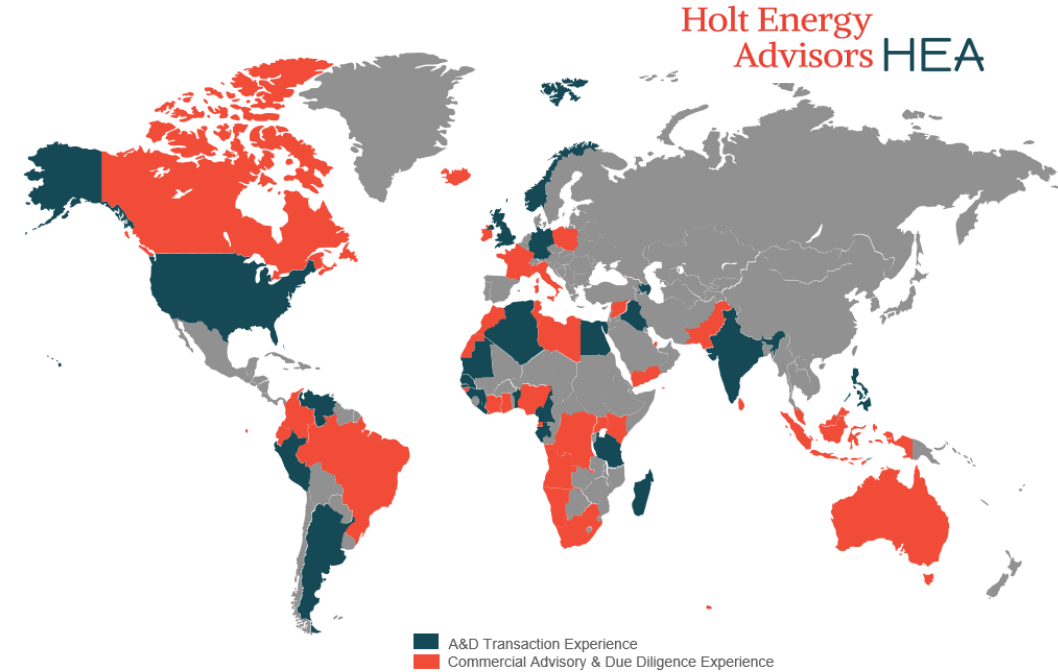 Holt Energy
Advisors HEA
A&D Transaction Experience
Commercial Advisory & Due Diligence Experience